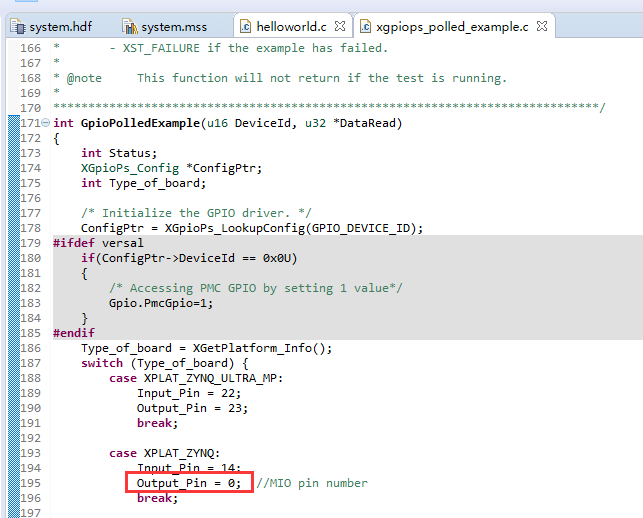 system.hdf system.mss helloworld.c xgpiops_polled_example.c
166 * - XST_FAILURE if the example has failed.
167 *
168 * @note This function will not return if the test is running.
169 *
170 ******************************************************************************/
171 int GpioPolledExample(u16 DeviceId, u32 *DataRead)
172 {
173 int Status;
174 XGpioPs_Config *ConfigPtr;
175 int Type_of_board;
176
177 /* Initialize the GPIO driver. */
178 ConfigPtr = XGpioPs_LookupConfig(GPIO_DEVICE_ID);
179 #ifdef versal
180 if(ConfigPtr->DeviceId == 0x0U)
181 {
182 /* Accessing PMC GPIO by setting 1 value*/
183 Gpio.PmcGpio=1;
184 }
185 #endif
186 Type_of_board = XGetPlatform_Info();
187 switch (Type_of_board) {
188 case XPLAT_ZYNQ_ULTRA_MP:
189 Input_Pin = 22;
190 Output_Pin = 23;
191 break;
192
193 case XPLAT_ZYNQ:
194 Input_Pin = 14;
195 Output_Pin = 0; //MIO pin number
196 break;
197